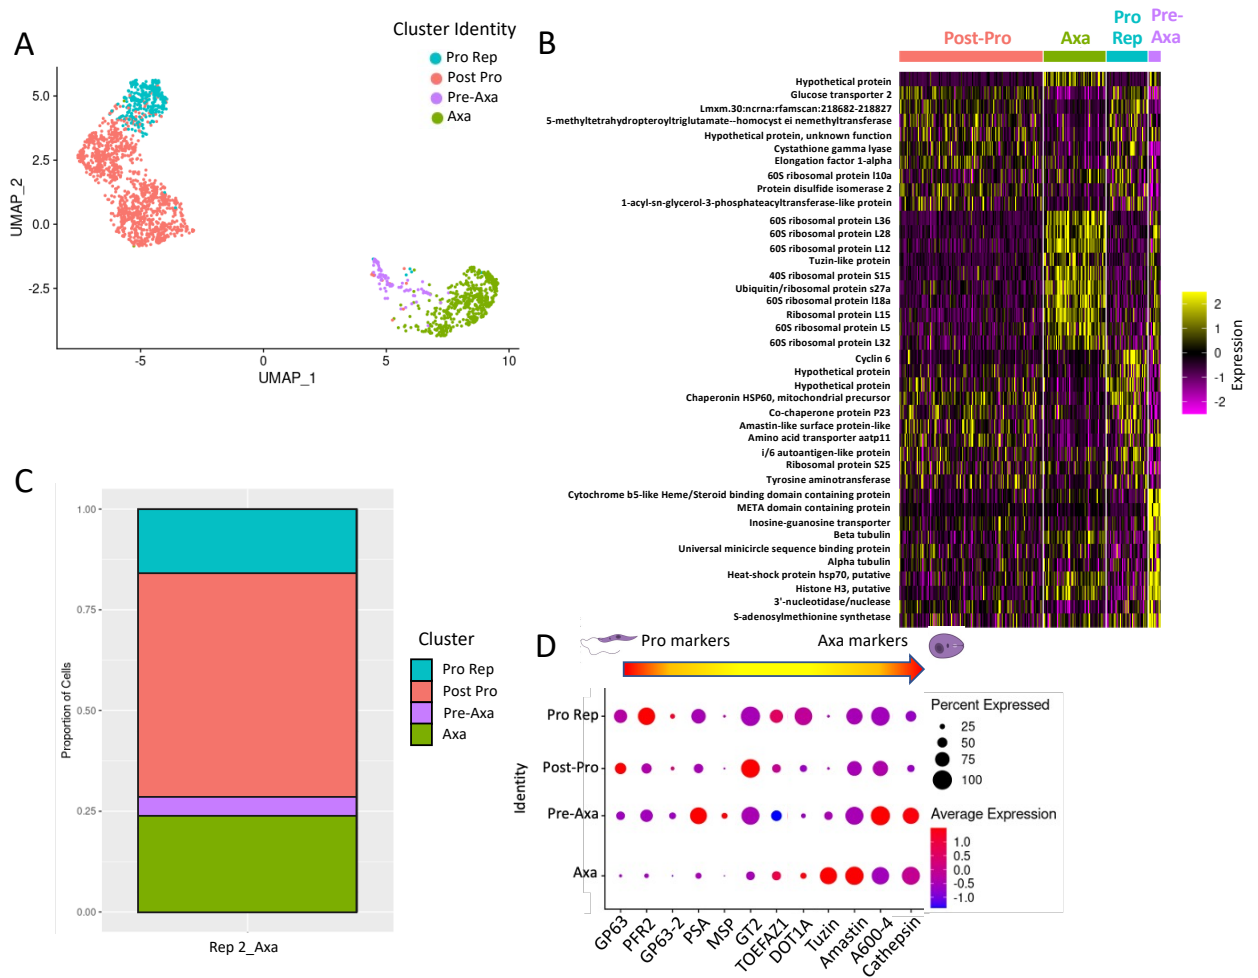 A
Cluster Identity
Pro Rep
Post Pro
Pre-Axa
Axa
5.0
2.5
0.0
-2.5
UMAP_2
-5
0
5
10
UMAP_1
B
Post-Pro
Axa
Pro
Rep
Pre-
Axa
Hypothetical protein
Glucose transporter 2
Lmxm.30:ncrna:rfamscan:218682-218827
5-methyltetrahydropteroyltriglutamate--homocyst ei nemethyltransferase
Hypothetical protein, unknown function
Cystathione gamma lyase
Elongation factor 1-alpha
60S ribosomal protein l10a
Protein disulfide isomerase 2
1-acyl-sn-glycerol-3-phosphateacyltransferase-like protein
60S ribosomal protein L36
60S ribosomal protein L28
60S ribosomal protein L12
Tuzin-like protein
40S ribosomal protein S15
Ubiquitin/ribosomal protein s27a
60S ribosomal protein l18a
Ribosomal protein L15
60S ribosomal protein L5
60S ribosomal protein L32
Cyclin 6
Hypothetical protein
Hypothetical protein
Chaperonin HSP60, mitochondrial precursor
Co-chaperone protein P23
Amastin-like surface protein-like
Amino acid transporter aatp11
i/6 autoantigen-like protein
Ribosomal protein S25
Tyrosine aminotransferase
Cytochrome b5-like Heme/Steroid binding domain containing protein
META domain containing protein
Inosine-guanosine transporter
Beta tubulin
Universal minicircle sequence binding protein
Alpha tubulin
Heat-shock protein hsp70, putative
Histone H3, putative
3'-nucleotidase/nuclease
S-adenosylmethionine synthetase
2
1
0
-1
-2
Expression
C
1.00
0.75
0.50
0.25
0.00
Proportion of Cells
Rep 2_Axa
Cluster
Pro Rep
Post Pro
Pre-Axa
Axa
D
Pro markers
Axa markers
Identity
Pro Rep
Post-Pro
Pre-Axa
Axa
GP63
PFR2
GP63-2
PSA
MSP
GT2
TOEFAZ1
DOT1A
Tuzin
Amastin
A600-4
Cathepsin
Percent Expressed
25
50
75
100
Average Expression
1.0
0.5
0.0
-0.5
-1.0